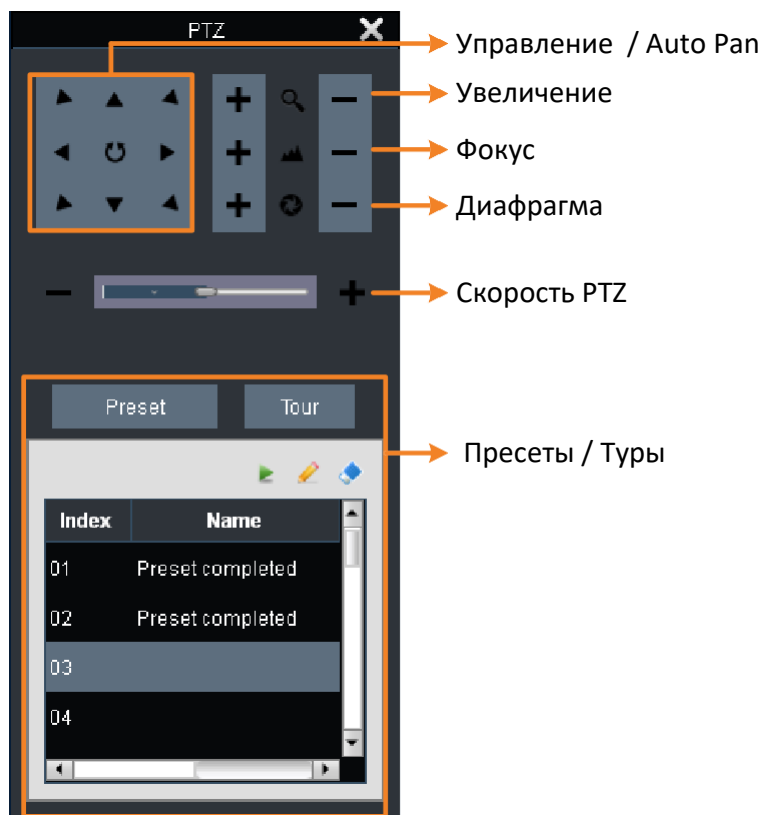 PTZ
Управление / Auto Pan
Увеличение
Фокус
Диафрагма
Скорость PTZ
Preset Tour
Пресеты / Туры
Index Name
01 Preset completed
02 Preset completed
03
04